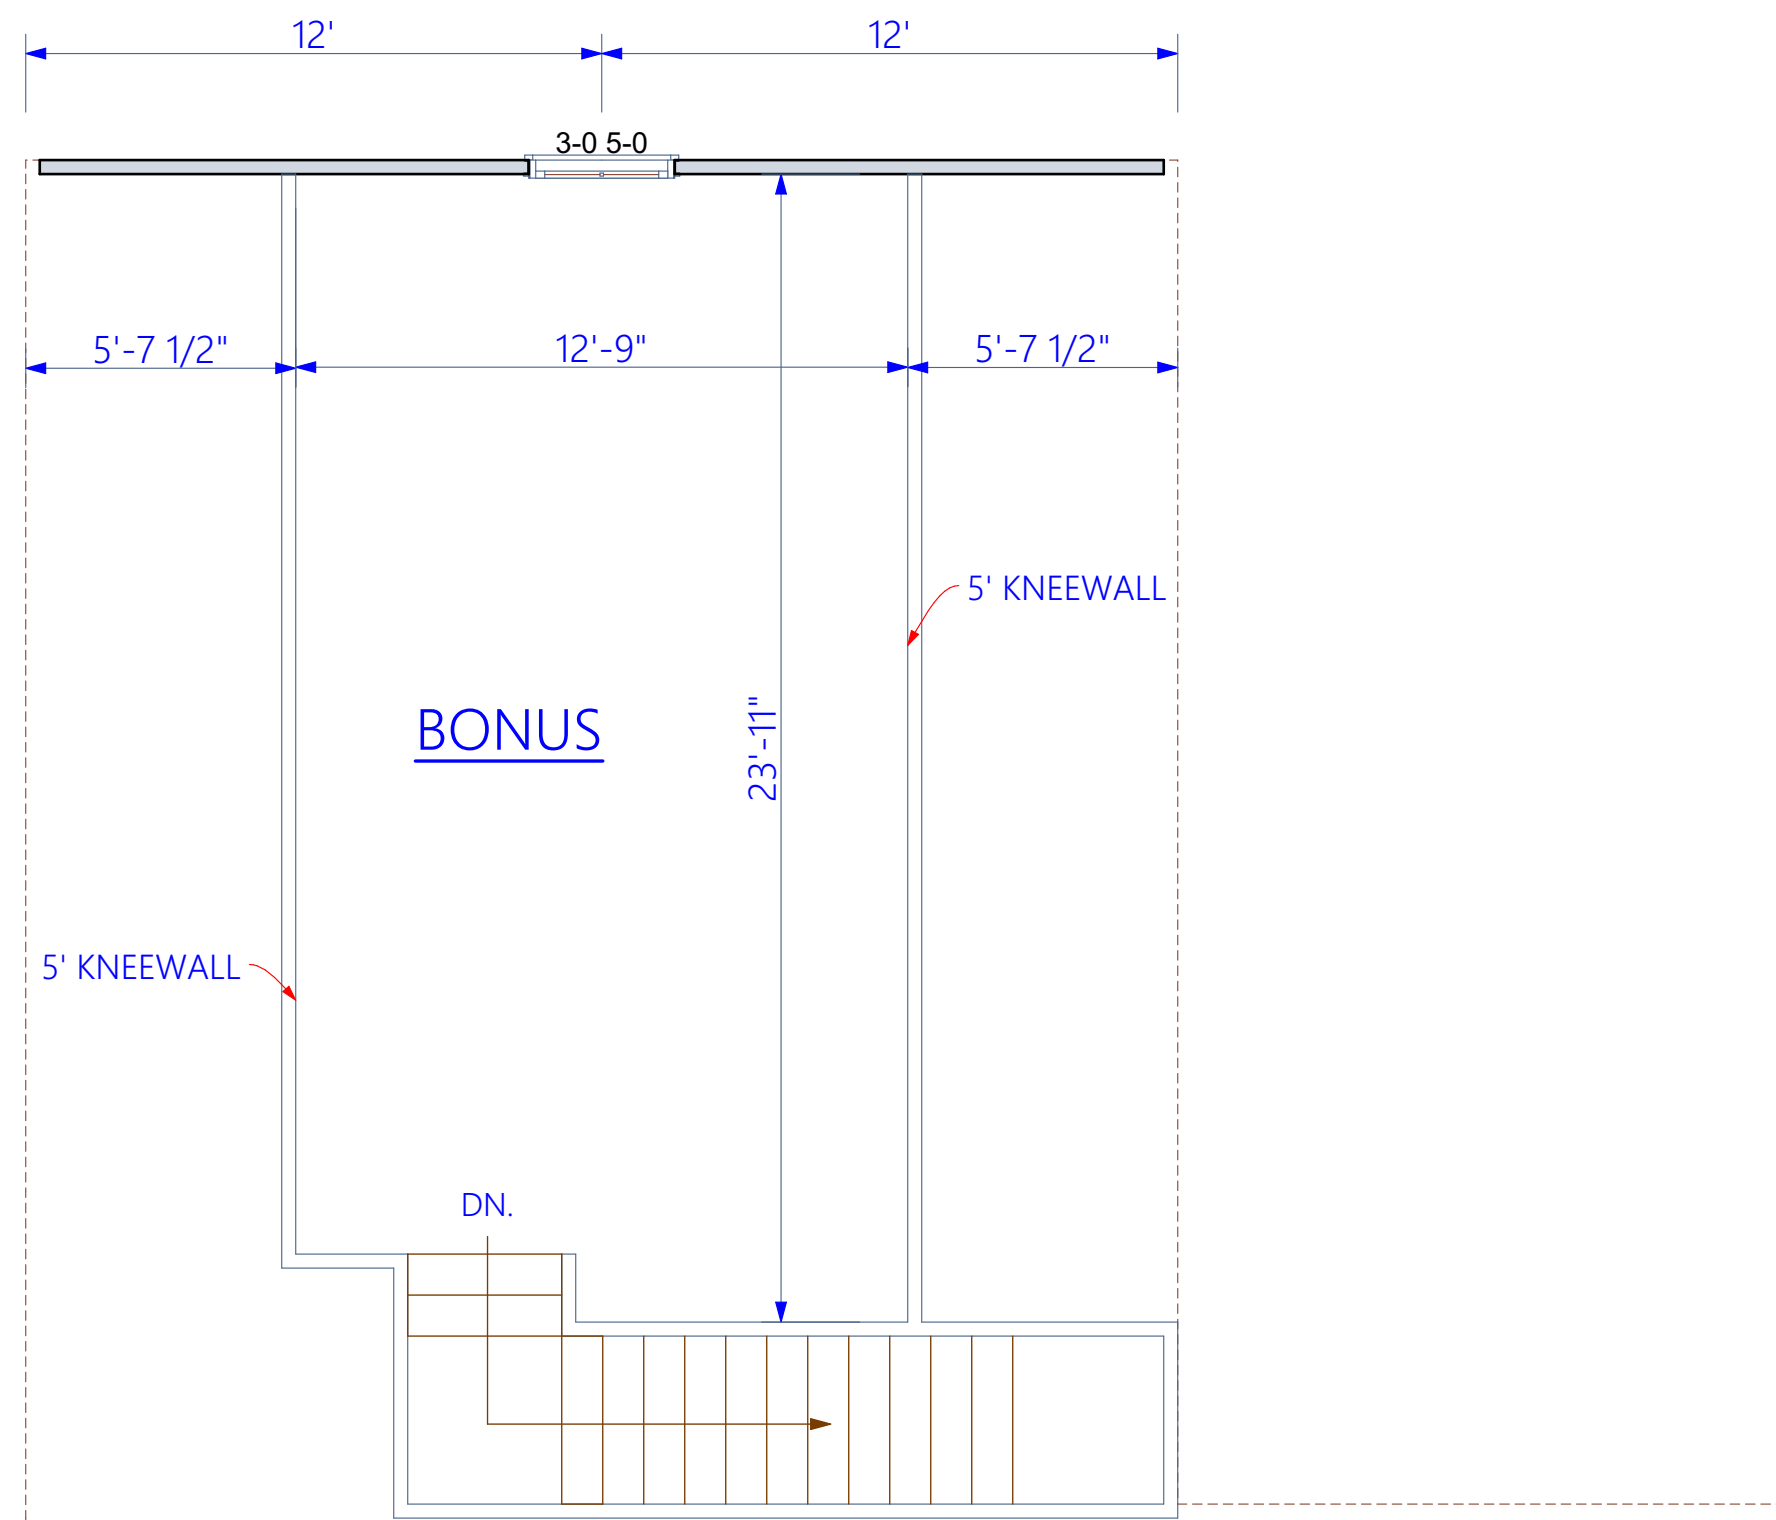 12'
12'
3-0 5-0
5'-7 1/2"
12'-9"
5'-7 1/2"
5' KNEEWALL
BONUS
23'-11"
5' KNEEWALL
DN.